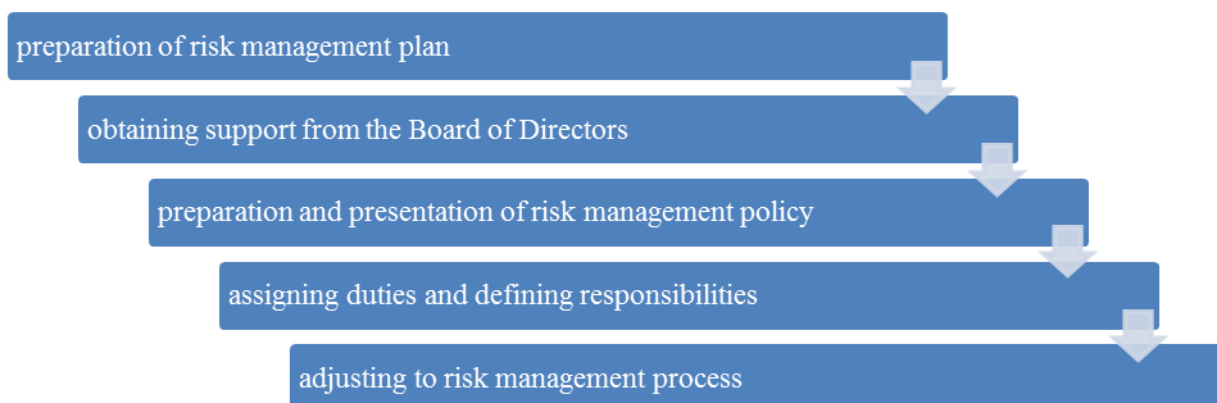 preparation of risk management plan
obtaining support from the Board of Directors
preparation and presentation of risk management policy
assigning duties and defining responsibilities
adjusting to risk management process